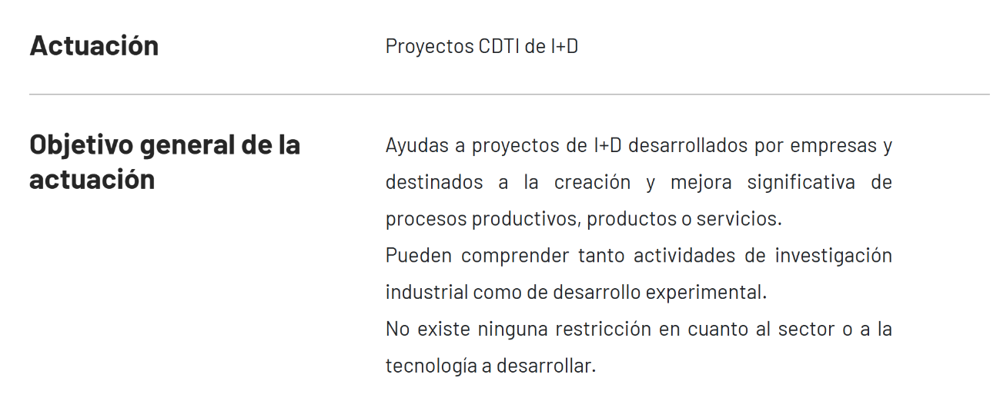 Actuación
Proyectos CDTI de I+D
Objetivo general de la
actuación
Ayudas a proyectos de I+D desarrollados por empresas y
destinados a la creación y mejora significativa de
procesos productivos, productos o servicios.
Pueden comprender tanto actividades de investigación
industrial como de desarrollo experimental.
No existe ninguna restricción en cuanto al sector o a la
tecnología a desarrollar.